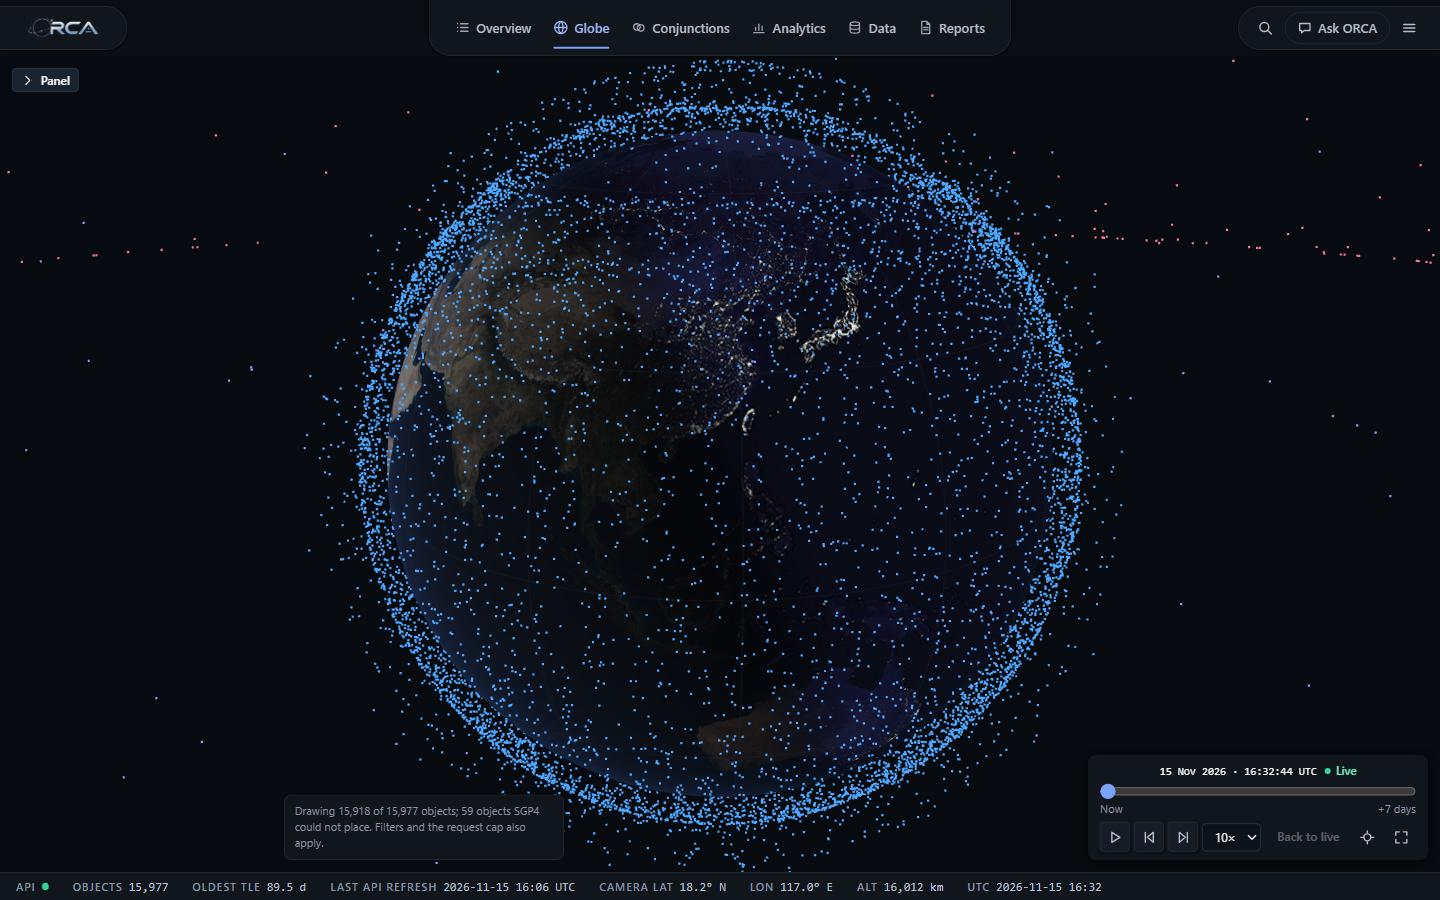 ORCA
Overview
Globe
Conjunctions
Analytics
Data
Reports
Ask ORCA
Panel
15 Nov 2026 · 16:32:44 UTC
Live
Now
+7 days
10×
Back to live
Drawing 15,918 of 15,977 objects; 59 objects SGP4
could not place. Filters and the request cap also
apply.
API
OBJECTS 15,977
OLDEST TLE 89.5 d
LAST API REFRESH 2026-11-15 16:06 UTC
CAMERA LAT 18.2° N
LON 117.0° E
ALT 16,012 km
UTC 2026-11-15 16:32